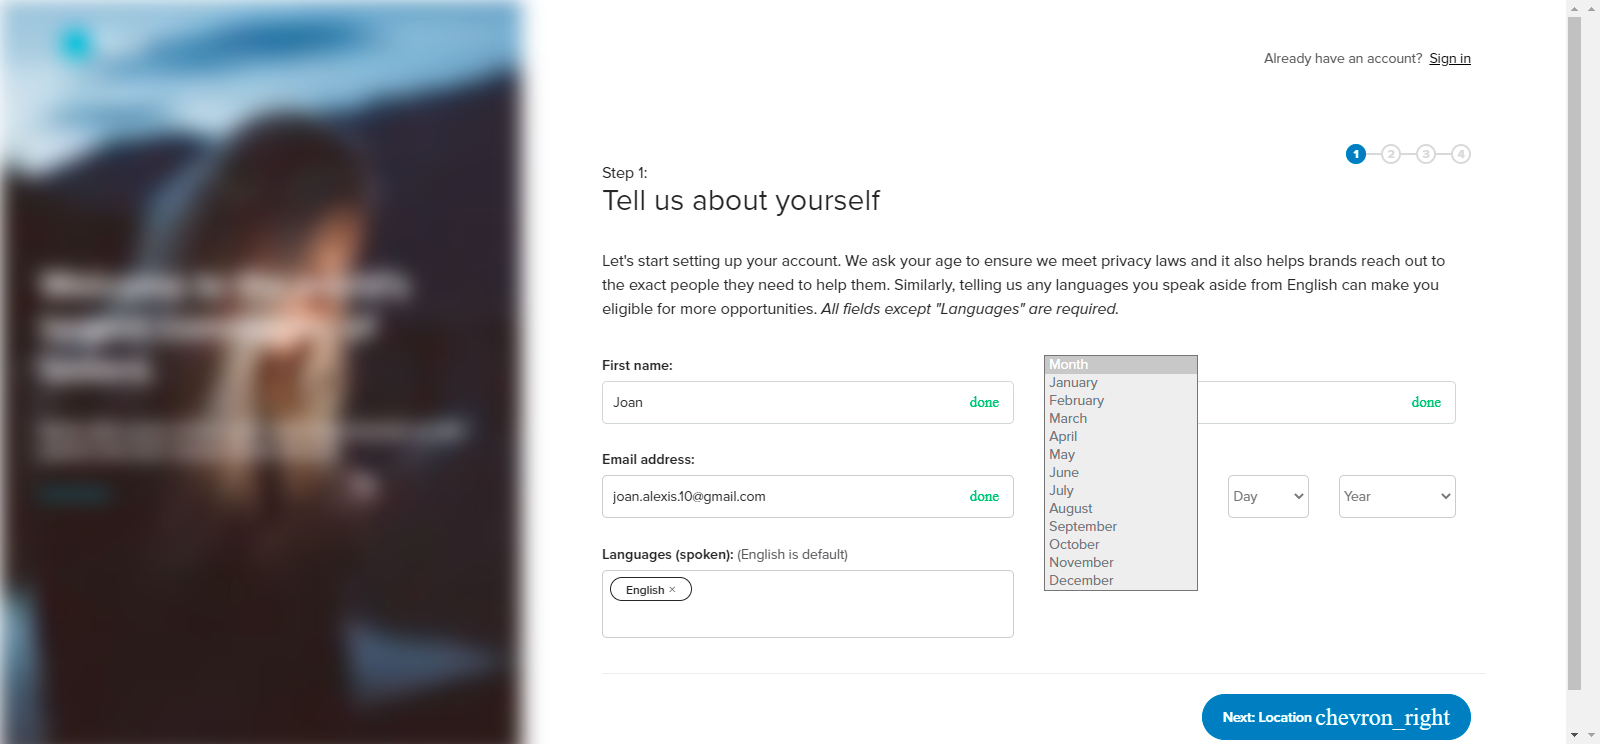 Already have an account? Sign in
1 2 3 4
Step 1:
Tell us about yourself
Let's start setting up your account. We ask your age to ensure we meet privacy laws and it also helps brands reach out to
the exact people they need to help them. Similarly, telling us any languages you speak aside from English can make you
eligible for more opportunities. All fields except "Languages" are required.
First name:
Joan done
done
Email address:
joan.alexis.10@gmail.com done
Month
January
February
March
April
May
June
July
August
September
October
November
December
Day
Year
Languages (spoken): (English is default)
English ×
Next: Location chevron_right